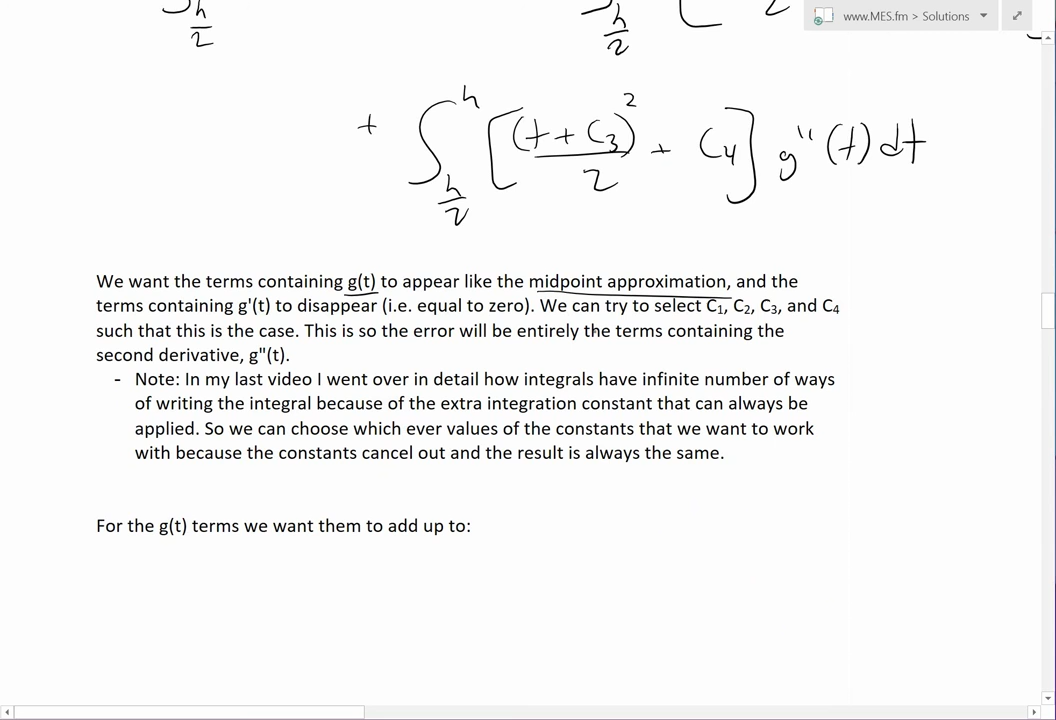 h/2 h/2 [ 2
www.MES.fm > Solutions
+ ∫_{h/2}^{h} [(t + C₃)²/2 + C₄] g''(t) dt
We want the terms containing g(t) to appear like the midpoint approximation, and the
terms containing g'(t) to disappear (i.e. equal to zero). We can try to select C₁, C₂, C₃, and C₄
such that this is the case. This is so the error will be entirely the terms containing the
second derivative, g"(t).
- Note: In my last video I went over in detail how integrals have infinite number of ways
of writing the integral because of the extra integration constant that can always be
applied. So we can choose which ever values of the constants that we want to work
with because the constants cancel out and the result is always the same.
For the g(t) terms we want them to add up to: